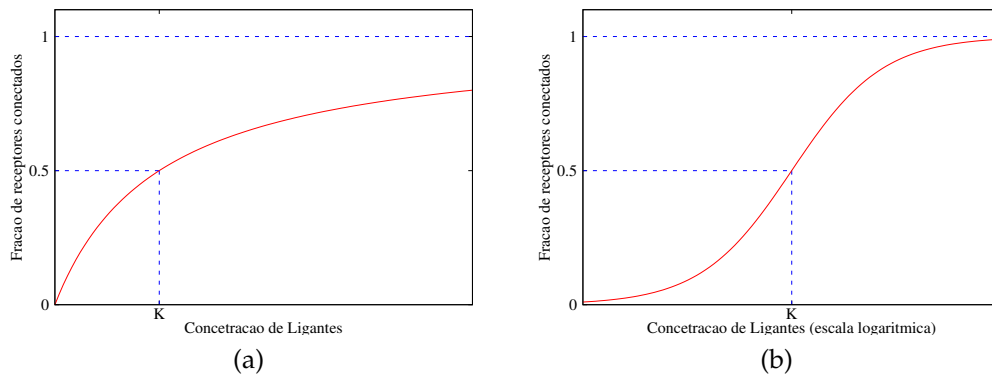 1
0.5
0
Fracao de receptores conectados
K
Concetracao de Ligantes
(a)
1
0.5
0
Fracao de receptores conectados
K
Concetracao de Ligantes (escala logaritmica)
(b)